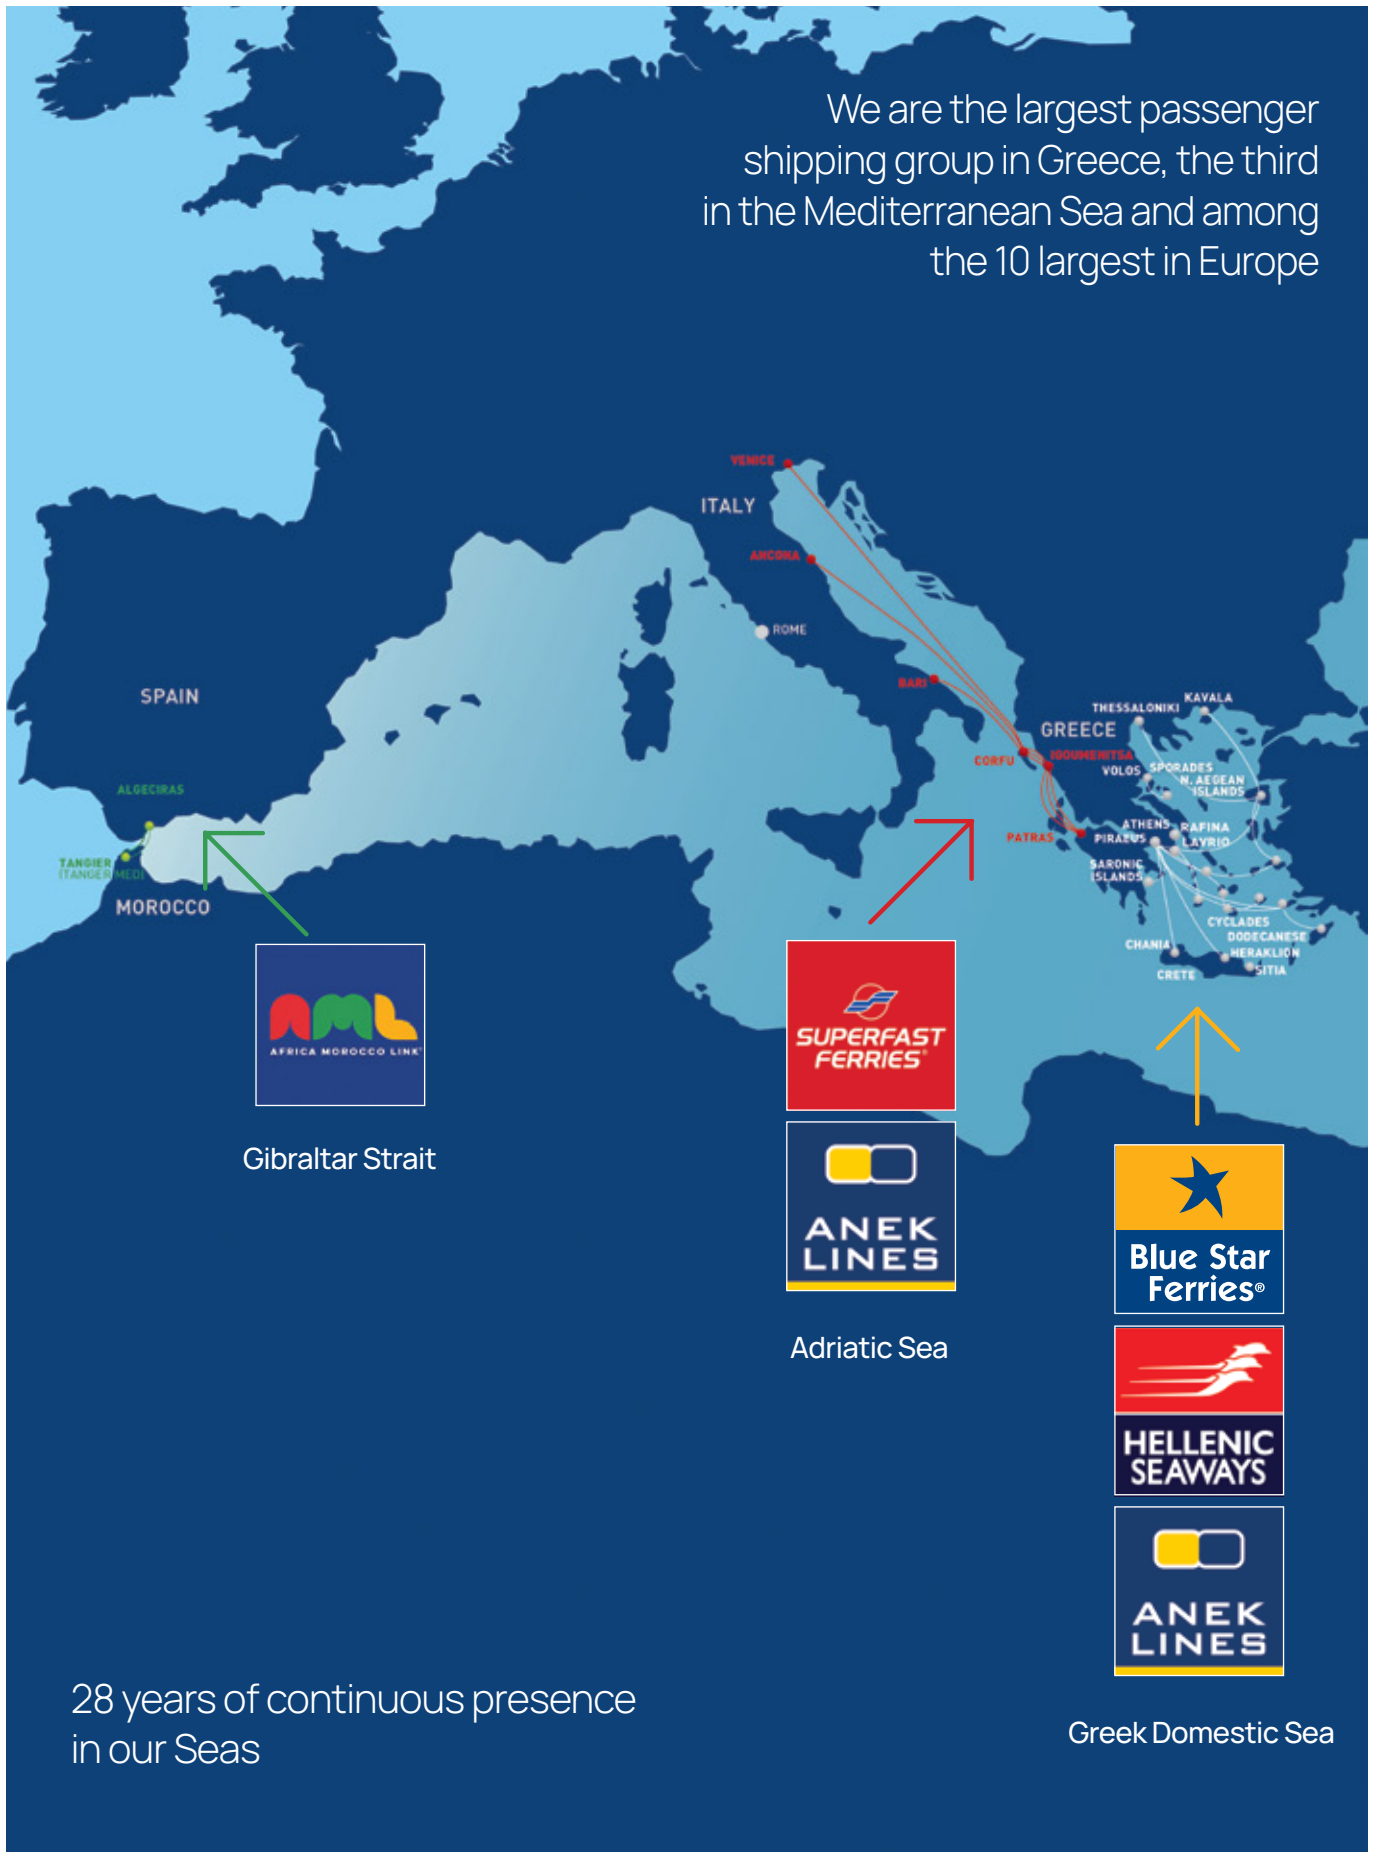 We are the largest passenger
shipping group in Greece, the third
in the Mediterranean Sea and among
the 10 largest in Europe
VENICE
ITALY
ANCONA
ROME
BARI
SPAIN
KAVALA
THESSALONIKI
GREECE
CORFU
IGOUMENITSA
VOLOS
SPORADES
N. AEGEAN
ISLANDS
ALGECIRAS
ATHENS
RAFINA
PATRAS
PIRAEUS
LAVRIO
TANGIER
(TANGER MED)
SARONIC
ISLANDS
MOROCCO
CYCLADES
DODECANESE
CHANIA
HERAKLION
CRETE
SITIA
AML
AFRICA MOROCCO LINK
Gibraltar Strait
SUPERFAST
FERRIES®
ANEK
LINES
Adriatic Sea
Blue Star
Ferries®
HELLENIC
SEAWAYS
ANEK
LINES
Greek Domestic Sea
28 years of continuous presence
in our Seas